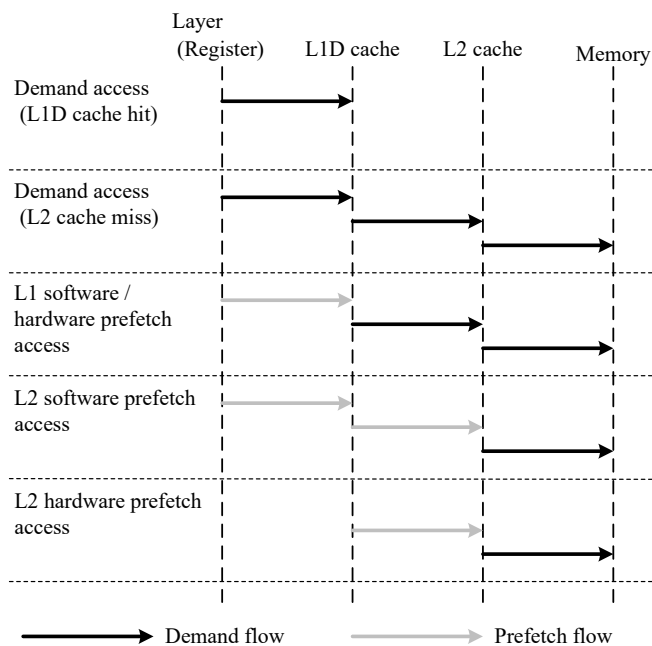 Layer
(Register)
L1D cache
L2 cache
Memory
Demand access
(L1D cache hit)
Demand access
(L2 cache miss)
L1 software /
hardware prefetch
access
L2 software prefetch
access
L2 hardware prefetch
access
Demand flow
Prefetch flow